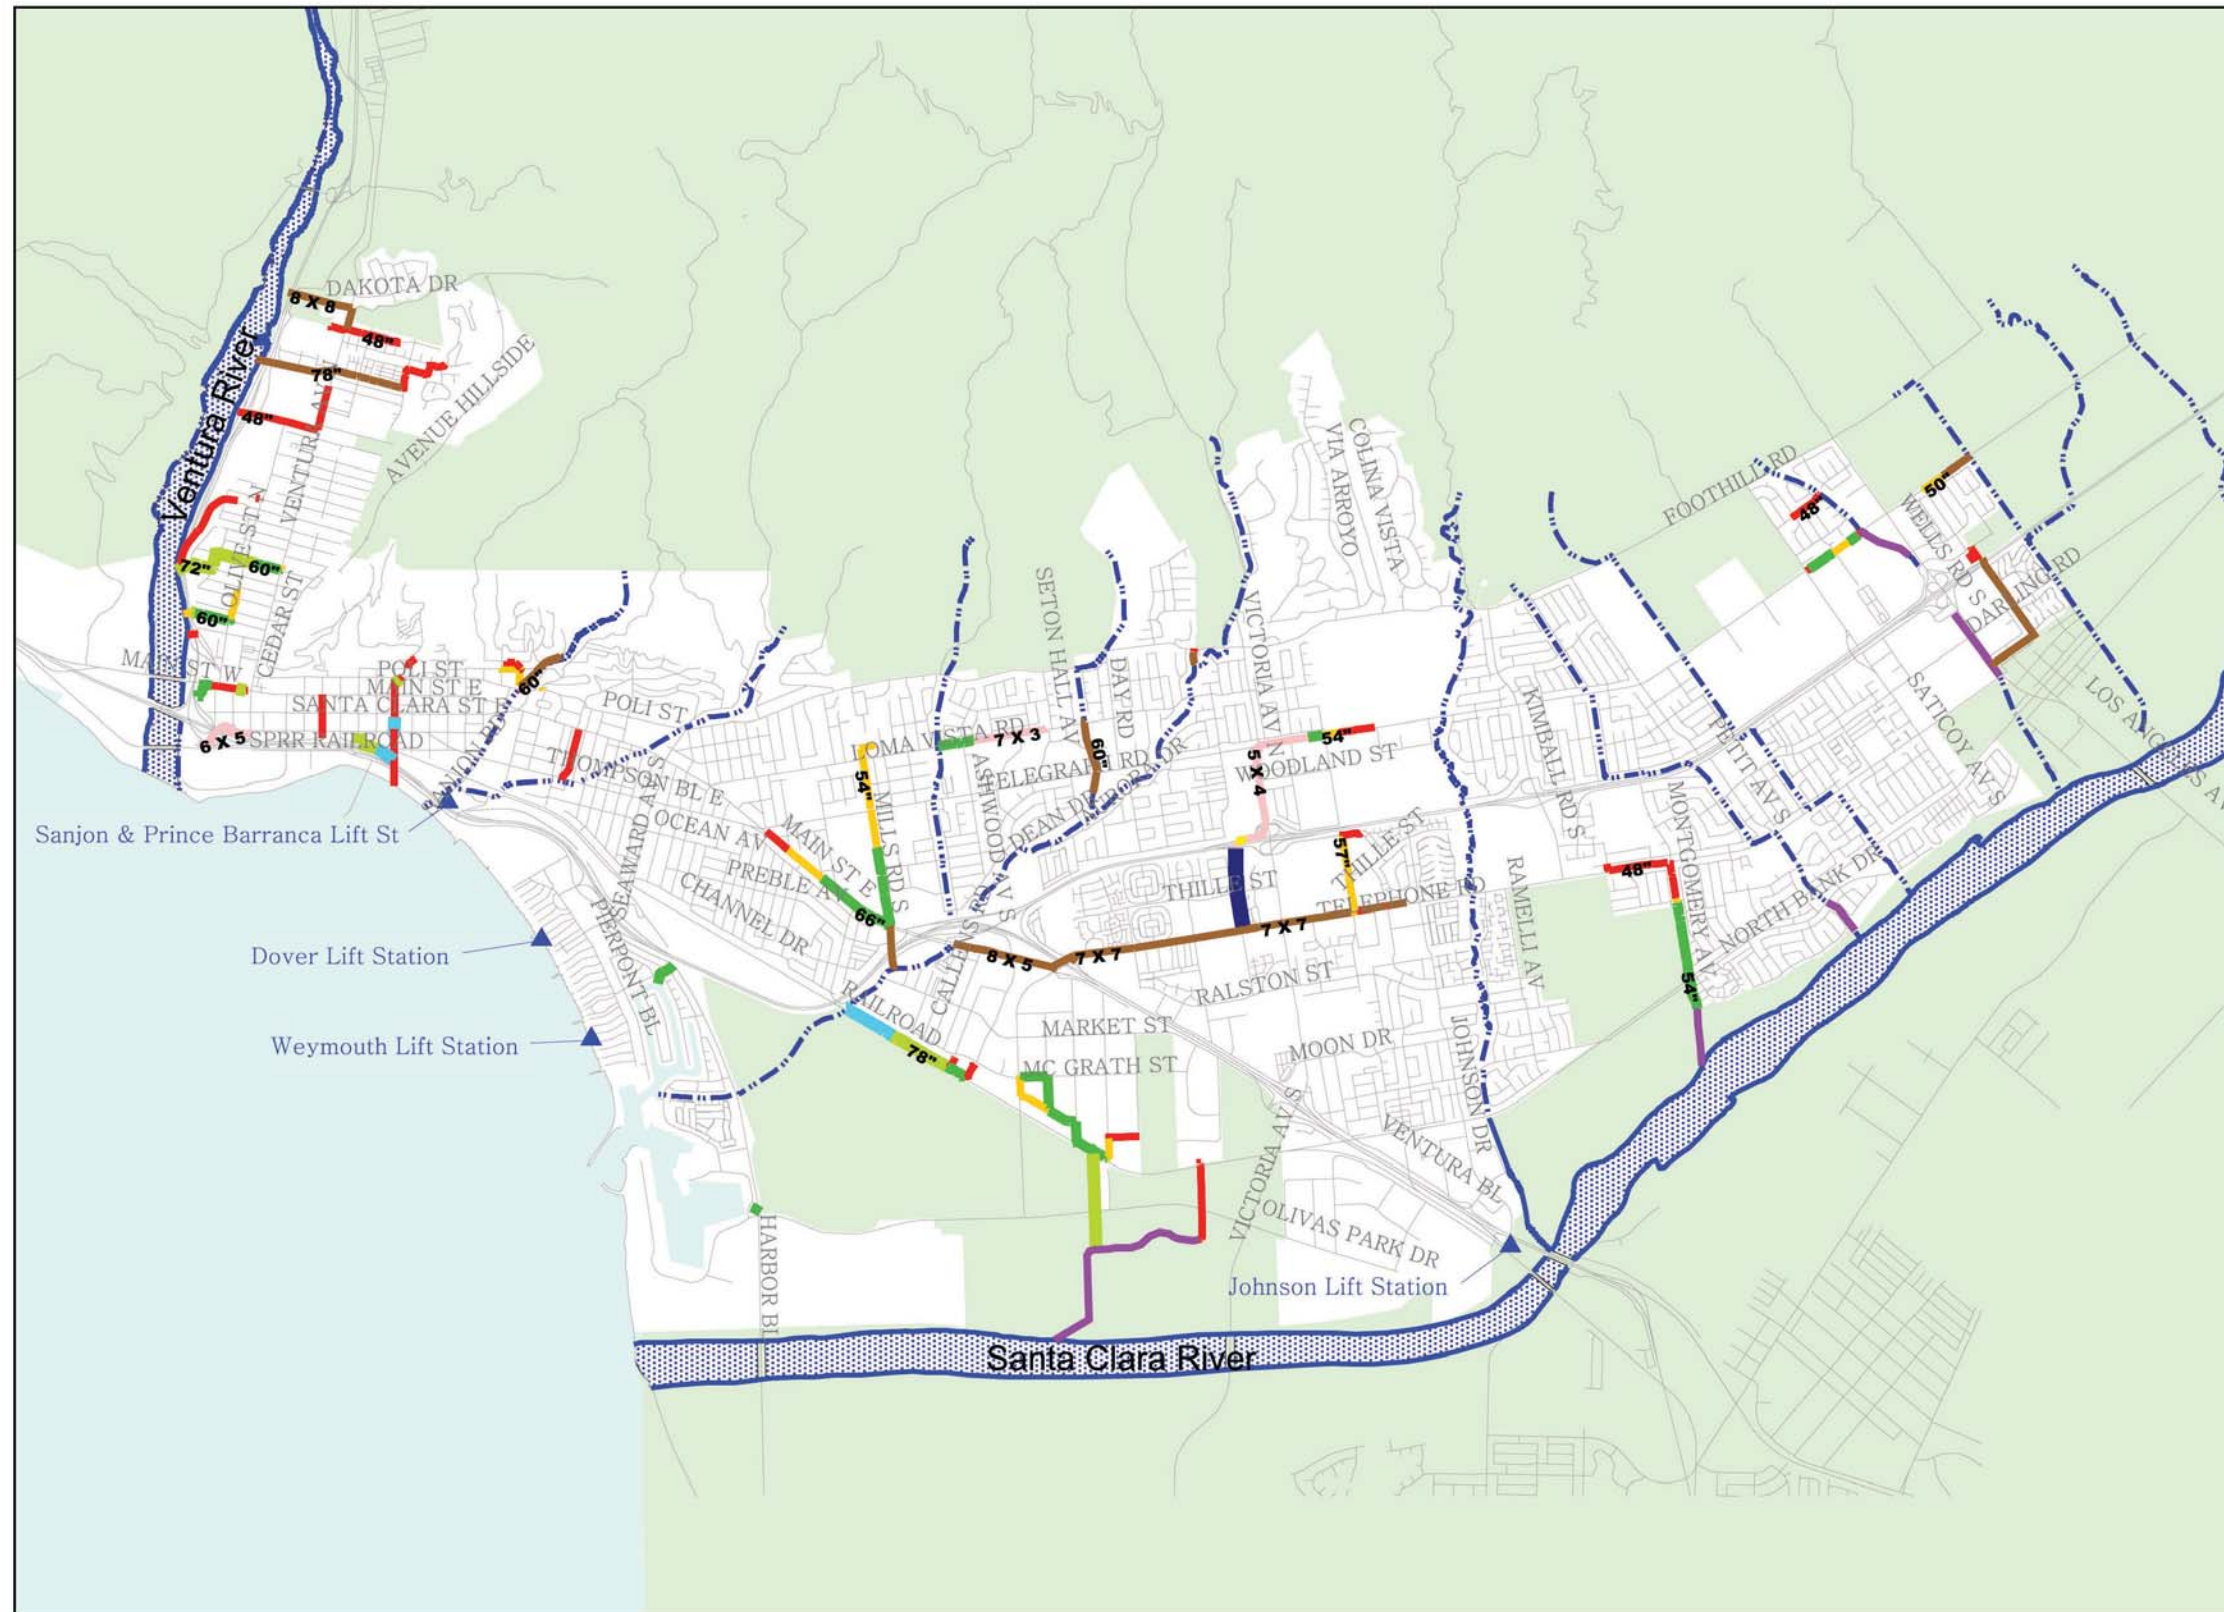 DAKOTA DR
8 X 8
48"
Ventura River
78"
48"
AVENUE HILLSIDE
OLIVE ST N
72"
60"
60"
CEDAR ST
MAIN ST W
POLI ST
MAIN ST E
SANTA CLARA ST E
6 X 5
SPRR RAILROAD
60"
POLI ST
THOMPSON BL E
Sanjon & Prince Barranca Lift St
SEAWARD AV S
OCEAN AV
MAIN ST E
PREBLE AV
CHANNEL DR
66"
54"
MILLS RD S
LOMA VISTA RD
7 X 3
SETON HALL AV
DAY RD
TELEGRAPH RD
60"
ASHWOOD AV S
DEAN DR
AURORA DR
VICTORIA AV N
VIA ARROYO
COLINA VISTA
54"
5 X 4
WOODLAND ST
57"
THILLE ST
THILLE ST
TELEPHONE RD
7 X 7
7 X 7
8 X 5
KIMBALL RD S
RAMELLI AV
FOOTHILL RD
48"
50"
WELLS RD S
DARLING RD
LOS ANGELES AV
SATICOY AV S
PETIT AV S
MONTGOMERY AV
NORTH BANK DR
48"
54"
Dover Lift Station
PIERPONT BL
Weymouth Lift Station
RAILROAD
78"
RALSTON ST
MARKET ST
MC GRATH ST
MOON DR
JOHNSON DR
VENTURA BL
VICTORIA AV S
OLIVAS PARK DR
Johnson Lift Station
HARBOR BL
Santa Clara River